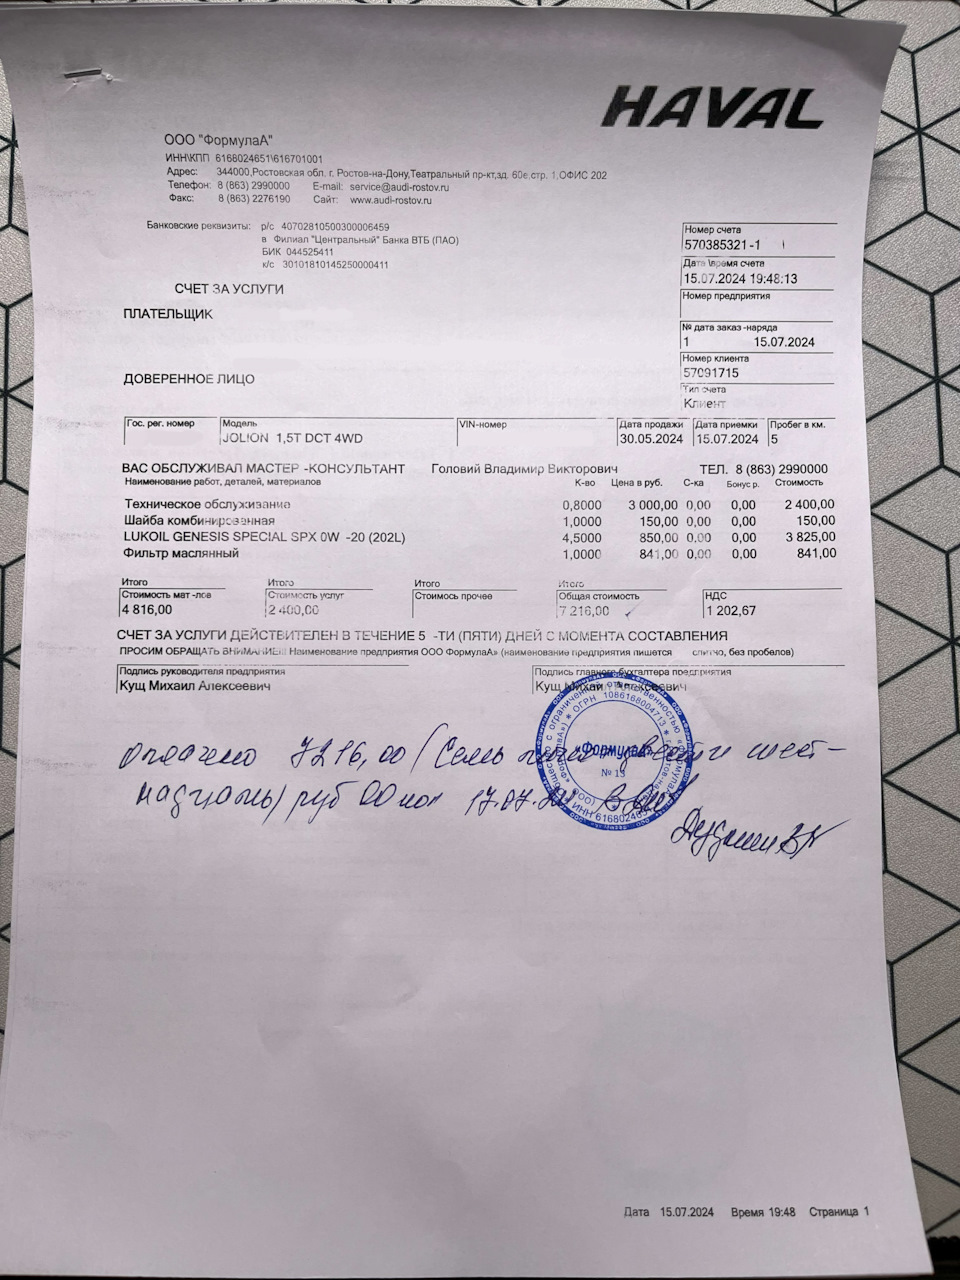 HAVAL
ООО "ФормулаА"
ИНН\КПП 6168024651\616701001
Адрес: 344000,Ростовская обл. г. Ростов-на-Дону,Театральный пр-кт,зд. 60е.стр. 1,ОФИС 202
Телефон: 8 (863) 2990000 E-mail: service@audi-rostov.ru
Факс: 8 (863) 2276190 Сайт: www.audi-rostov.ru
Банковские реквизиты: р/с 40702810500300006459
в Филиал "Центральный" Банка ВТБ (ПАО)
БИК 044525411
к/с 30101810145250000411
Номер счета
570385321-1
Дата \время счета
15.07.2024 19:48:13
Номер предприятия
№ дата заказ-наряда
1 15.07.2024
Номер клиента
57091715
Тип счета
Клиент
СЧЕТ ЗА УСЛУГИ
ПЛАТЕЛЬЩИК
ДОВЕРЕННОЕ ЛИЦО
Гос. рег. номер Модель VIN-номер Дата продажи Дата приемки Пробег в км.
JOLION 1,5T DCT 4WD 30.05.2024 15.07.2024 5
ВАС ОБСЛУЖИВАЛ МАСТЕР -КОНСУЛЬТАНТ Головий Владимир Викторович ТЕЛ. 8 (863) 2990000
Наименование работ, деталей, материалов К-во Цена в руб. С-ка Бонус р. Стоимость
Техническое обслуживание 0,8000 3 000,00 0,00 0,00 2 400,00
Шайба комбинированная 1,0000 150,00 0,00 0,00 150,00
LUKOIL GENESIS SPECIAL SPX 0W -20 (202L) 4,5000 850,00 0,00 0,00 3 825,00
Фильтр маслянный 1,0000 841,00 0,00 0,00 841,00
Итого Итого Итого Итого
Стоимость мат -лов Стоимость услуг Стоимось прочее Общая стоимость НДС
4 816,00 2 400,00 7 216,00 1 202,67
СЧЕТ ЗА УСЛУГИ ДЕЙСТВИТЕЛЕН В ТЕЧЕНИЕ 5 -ТИ (ПЯТИ) ДНЕЙ С МОМЕНТА СОСТАВЛЕНИЯ
ПРОСИМ ОБРАЩАТЬ ВНИМАНИЕ!!! Наименование предприятия ООО ФормулаА» (наименование предприятия пишется слитно, без пробелов)
Подпись руководителя предприятия Подпись главного бухгалтера предприятия
Кущ Михаил Алексеевич Кущ Михаил Алексеевич
оплачено 7216,00 (Семь тысяч двести шест-
надцать) руб 00 коп 17.07.
«ФормулаА»
№ 13
ОГРН 1086168004713
Дата 15.07.2024 Время 19:48 Страница 1